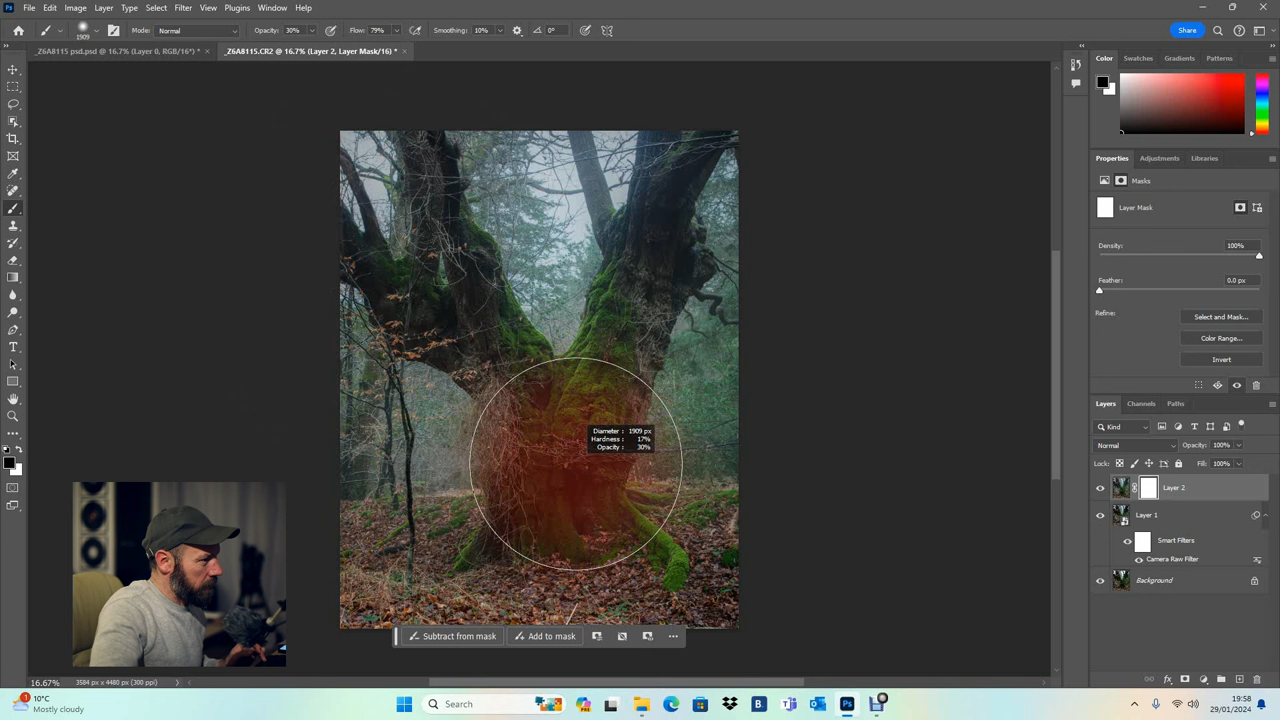 File Edit Image Layer Type Select Filter View Plugins Window Help
1909 Mode: Normal Opacity: 30% Flow: 79% Smoothing: 10% 0° Share
_Z6A8115 psd.psd @ 16.7% (Layer 0, RGB/16*) * × _Z6A8115.CR2 @ 16.7% (Layer 2, Layer Mask/16) * ×
Color Swatches Gradients Patterns
Properties Adjustments Libraries
Masks
Layer Mask
Density: 100%
Feather: 0.0 px
Refine: Select and Mask...
Color Range...
Invert
Diameter : 1909 px
Hardness : 17%
Opacity : 30%
Layers Channels Paths
Kind
Normal Opacity: 100%
Lock: Fill: 100%
Layer 2
Layer 1
Smart Filters
Camera Raw Filter
Background
Subtract from mask Add to mask
16.67% 3584 px x 4480 px (300 ppi)
1 10°C
Mostly cloudy
Search
19:58
29/01/2024